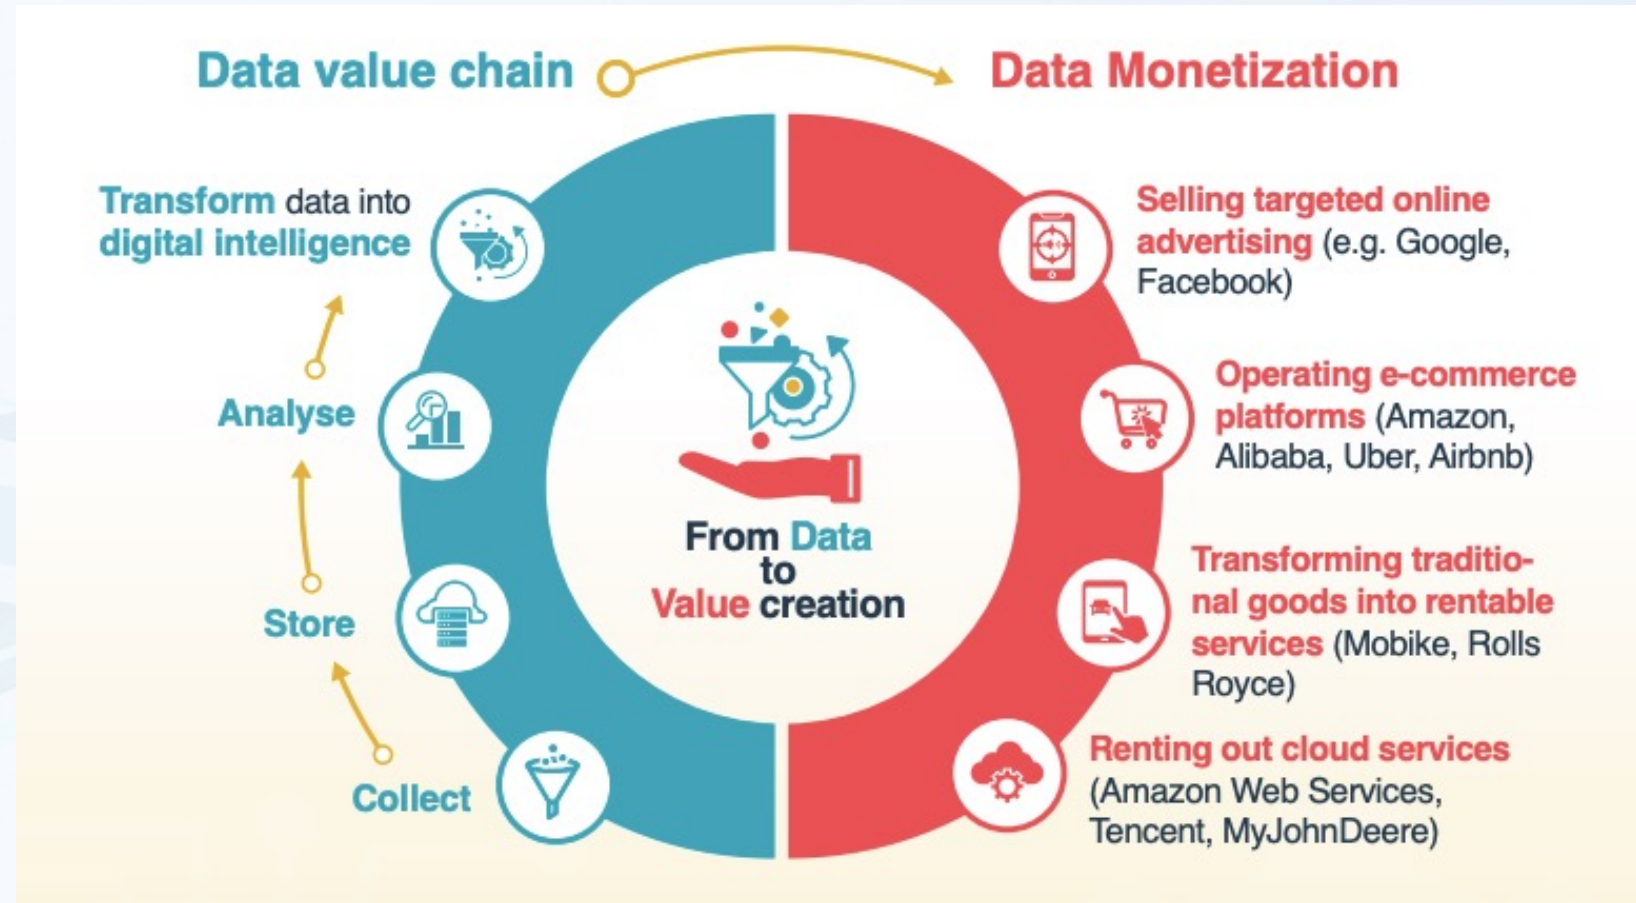 Data value chain
Data Monetization
Transform data into
digital intelligence
Analyse
Store
Collect
From Data
to
Value creation
Selling targeted online
advertising (e.g. Google,
Facebook)
Operating e-commerce
platforms (Amazon,
Alibaba, Uber, Airbnb)
Transforming traditio-
nal goods into rentable
services (Mobike, Rolls
Royce)
Renting out cloud services
(Amazon Web Services,
Tencent, MyJohnDeere)